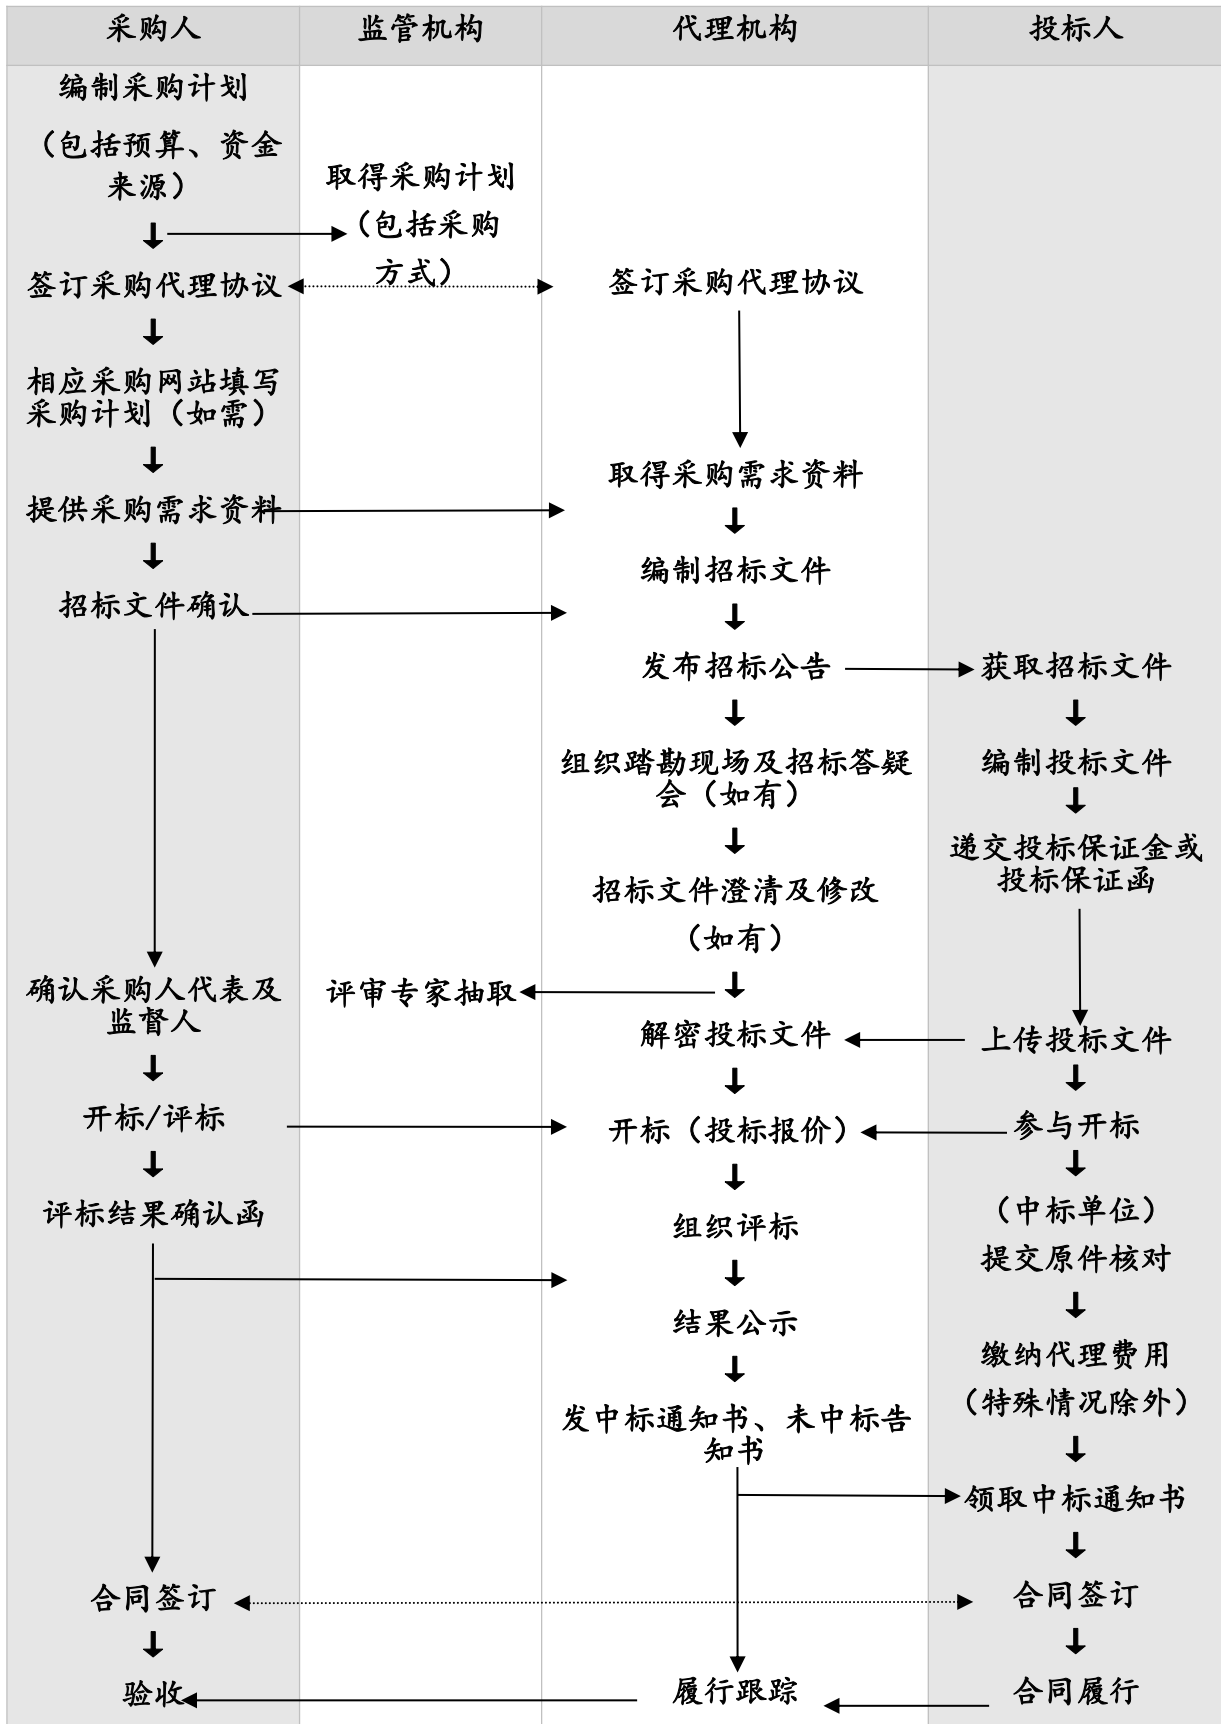 采购人
监管机构
代理机构
投标人
编制采购计划
（包括预算、资金
来源）
签订采购代理协议
相应采购网站填写
采购计划（如需）
提供采购需求资料
招标文件确认
确认采购人代表及
监督人
开标/评标
评标结果确认函
合同签订
验收
取得采购计划
（包括采购
方式）
评审专家抽取
签订采购代理协议
取得采购需求资料
编制招标文件
发布招标公告
组织踏勘现场及招标答疑
会（如有）
招标文件澄清及修改
（如有）
解密投标文件
开标（投标报价）
组织评标
结果公示
发中标通知书、未中标告
知书
履行跟踪
获取招标文件
编制投标文件
递交投标保证金或
投标保证函
上传投标文件
参与开标
（中标单位）
提交原件核对
缴纳代理费用
（特殊情况除外）
领取中标通知书
合同签订
合同履行